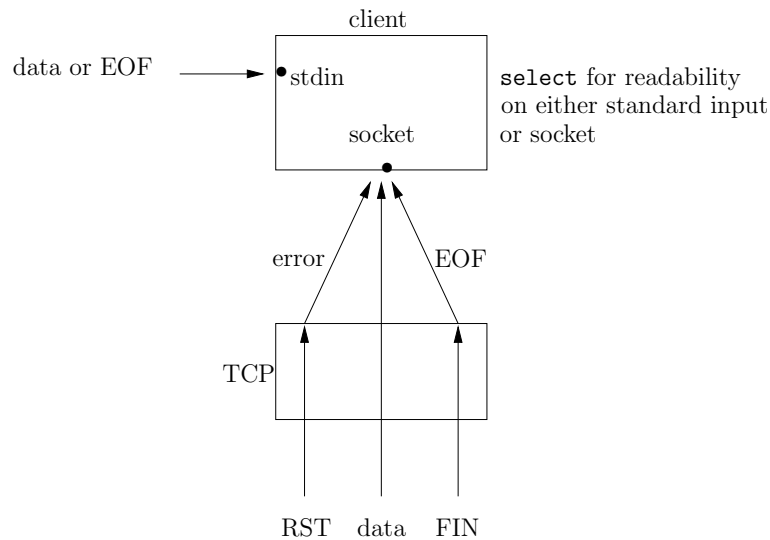 client
data or EOF
stdin
select for readability
on either standard input
or socket
socket
error
EOF
TCP
RST
data
FIN